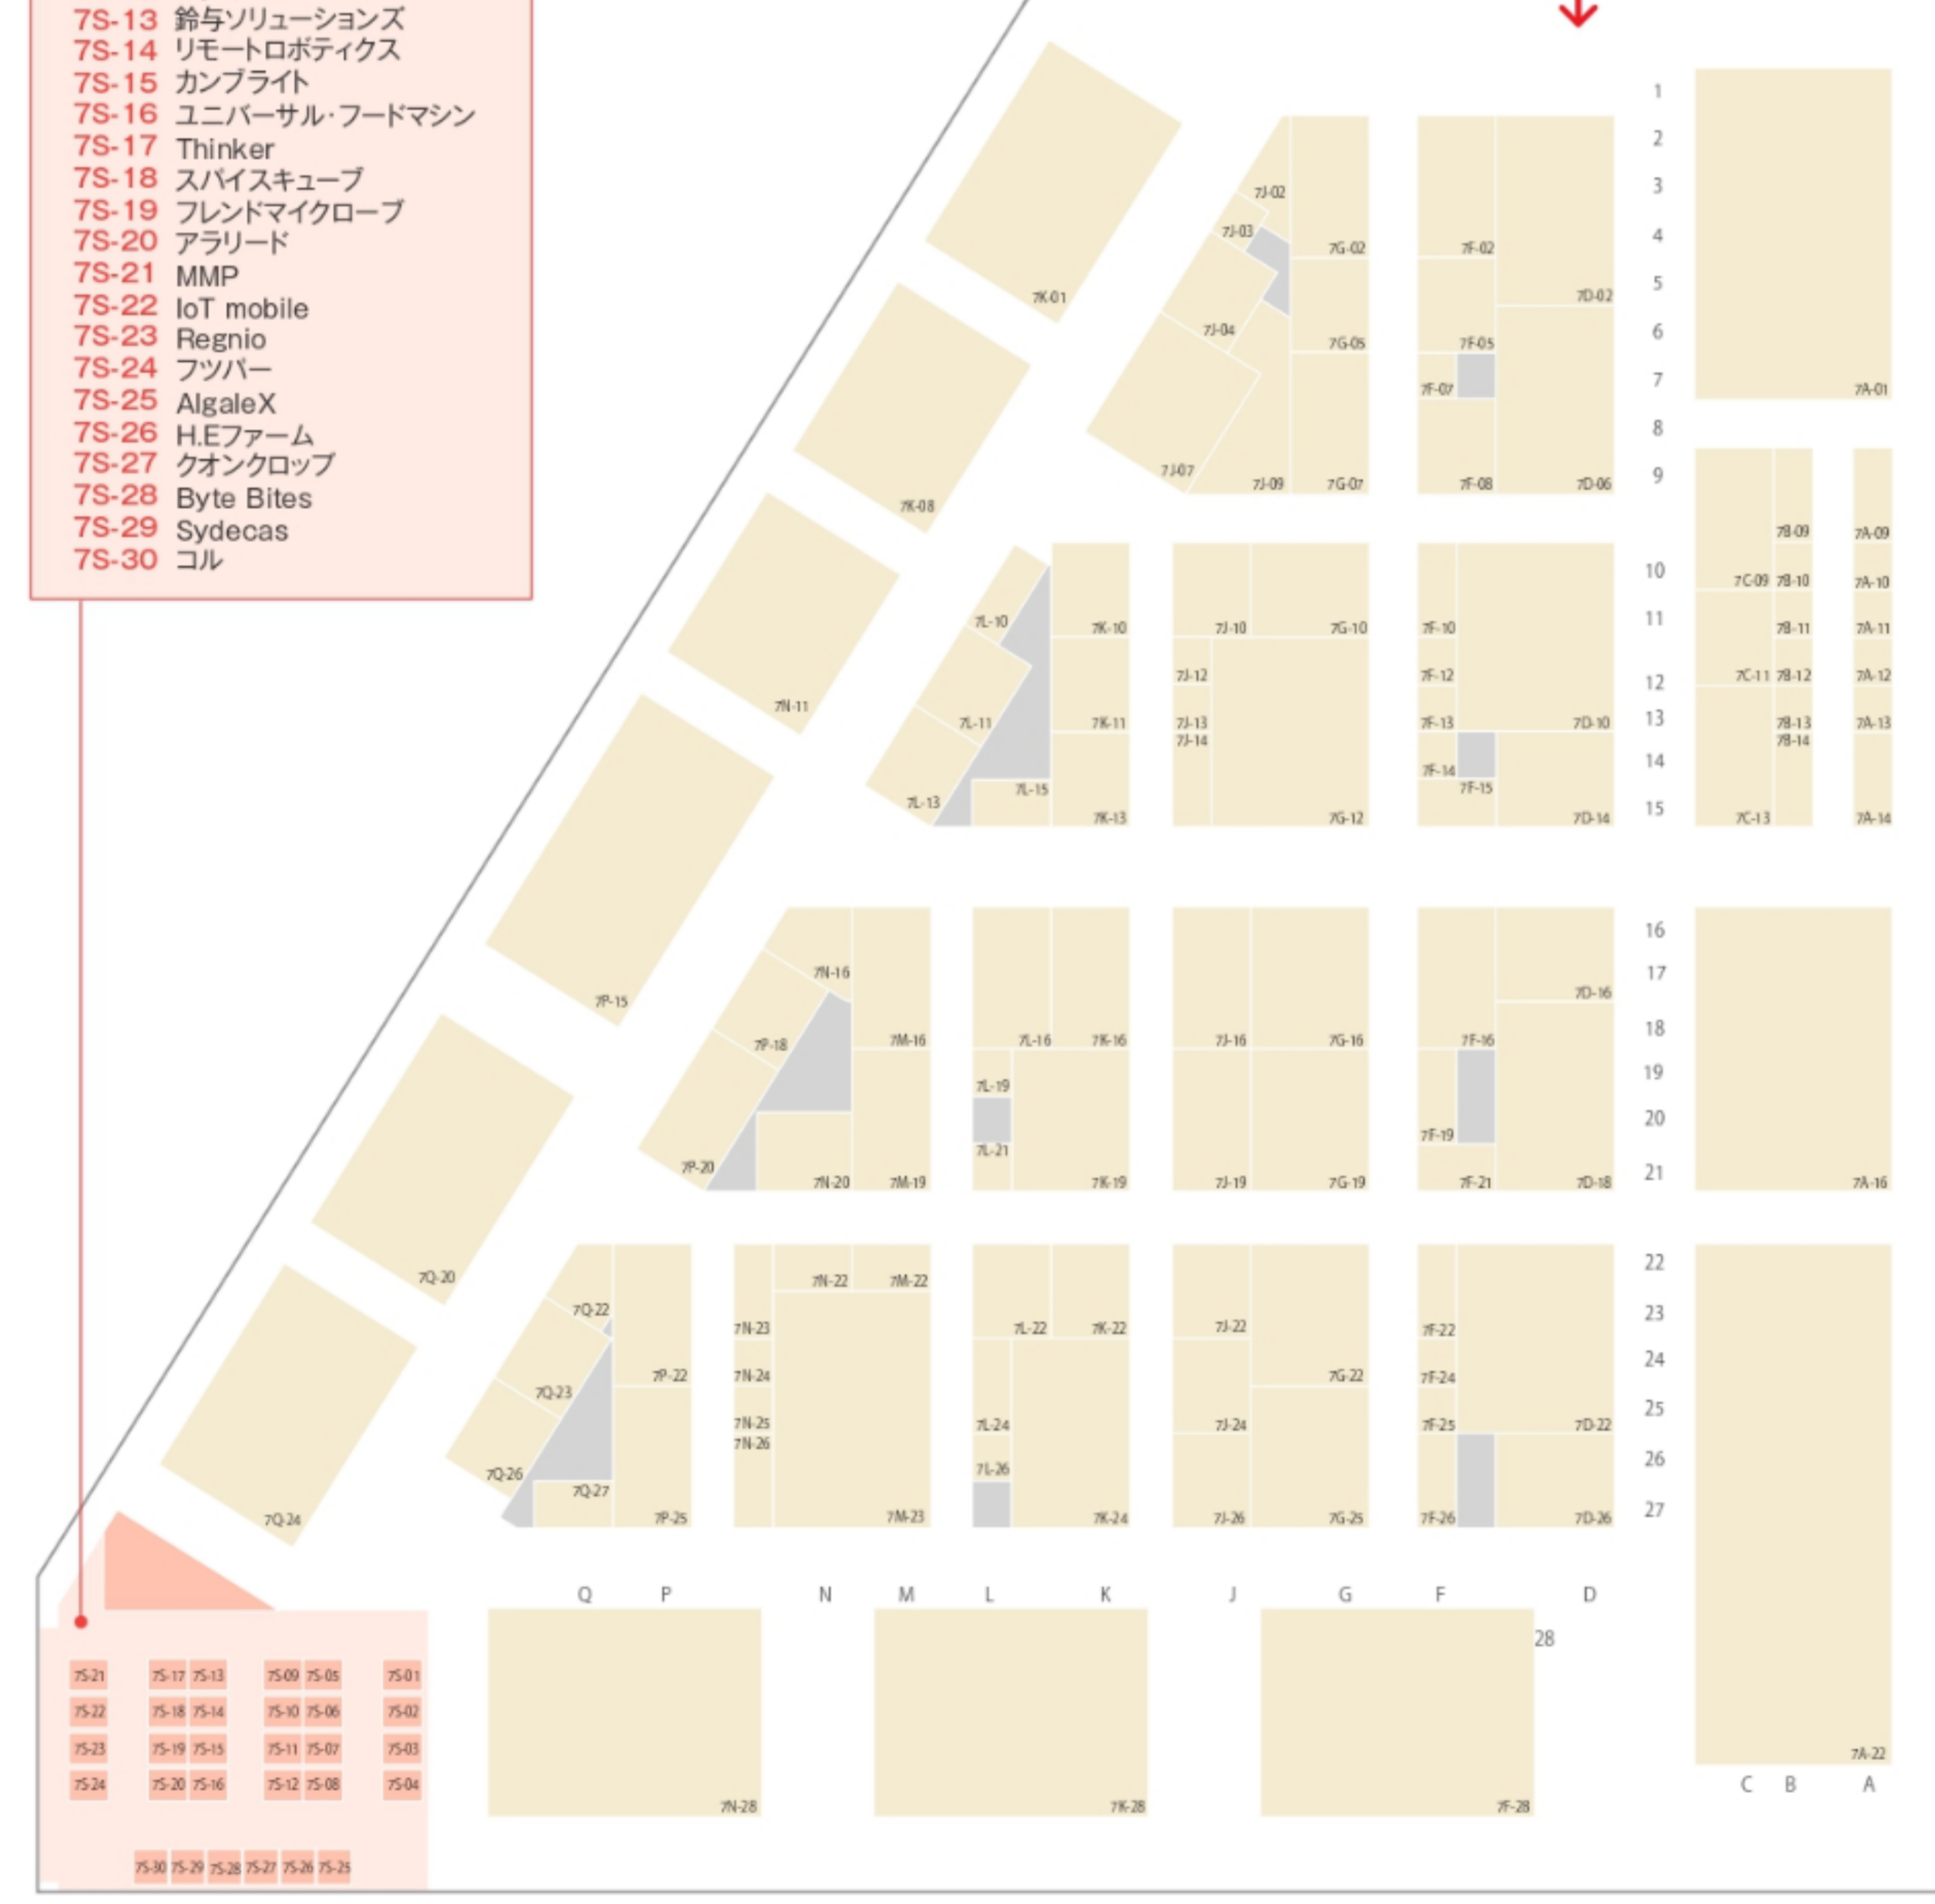 7S-13 鈴与ソリューションズ
7S-14 リモートロボティクス
7S-15 カンブライト
7S-16 ユニバーサル・フードマシン
7S-17 Thinker
7S-18 スパイスキューブ
7S-19 フレンドマイクローブ
7S-20 アラリード
7S-21 MMP
7S-22 IoT mobile
7S-23 Regnio
7S-24 フツパー
7S-25 AlgaleX
7S-26 H.Eファーム
7S-27 クオンクロップ
7S-28 Byte Bites
7S-29 Sydecas
7S-30 コル
1
2
7J-02 3
7J-03 7G-02 7F-02 4
7K-01 5 7D-02
7J-04 7G-05 7F-05 6
7F-07 7 7A-01
8
7J-07 7J-09 7G-07 7F-08 7D-06 9
7K-08
7B-09 7A-09
10 7C-09 7B-10 7A-10
7L-10 7K-10 7J-10 7G-10 7F-10 11 7B-11 7A-11
7J-12 7F-12 12 7C-11 7B-12 7A-12
7N-11 7L-11 7K-11 7J-13 7F-13 7D-10 13 7B-13 7A-13
7J-14 7B-14
7F-14 14
7L-15 7F-15
7L-13 7K-13 7G-12 7D-14 15 7C-13 7A-14
16
7N-16 17
7P-15 7D-16
7P-18 7M-16 7L-16 7K-16 7J-16 7G-16 7F-16 18
7L-19 19
7F-19 20
7L-21
7P-20 7N-20 7M-19 7K-19 7J-19 7G-19 7F-21 7D-18 21 7A-16
7Q-20 7N-22 7M-22 22
7Q-22 7N-23 7L-22 7K-22 7J-22 7F-22 23
7Q-23 7P-22 7N-24 7G-22 7F-24 24
7N-25 7L-24 7J-24 7F-25 7D-22 25
7N-26
7Q-26 7L-26 26
7Q-27
7Q-24 7P-25 7M-23 7K-24 7J-26 7G-25 7F-26 7D-26 27
Q P N M L K J G F D
28
7S-21 7S-17 7S-13 7S-09 7S-05 7S-01
7S-22 7S-18 7S-14 7S-10 7S-06 7S-02
7S-23 7S-19 7S-15 7S-11 7S-07 7S-03
7A-22
7S-24 7S-20 7S-16 7S-12 7S-08 7S-04
C B A
7N-28 7K-28 7F-28
7S-30 7S-29 7S-28 7S-27 7S-26 7S-25